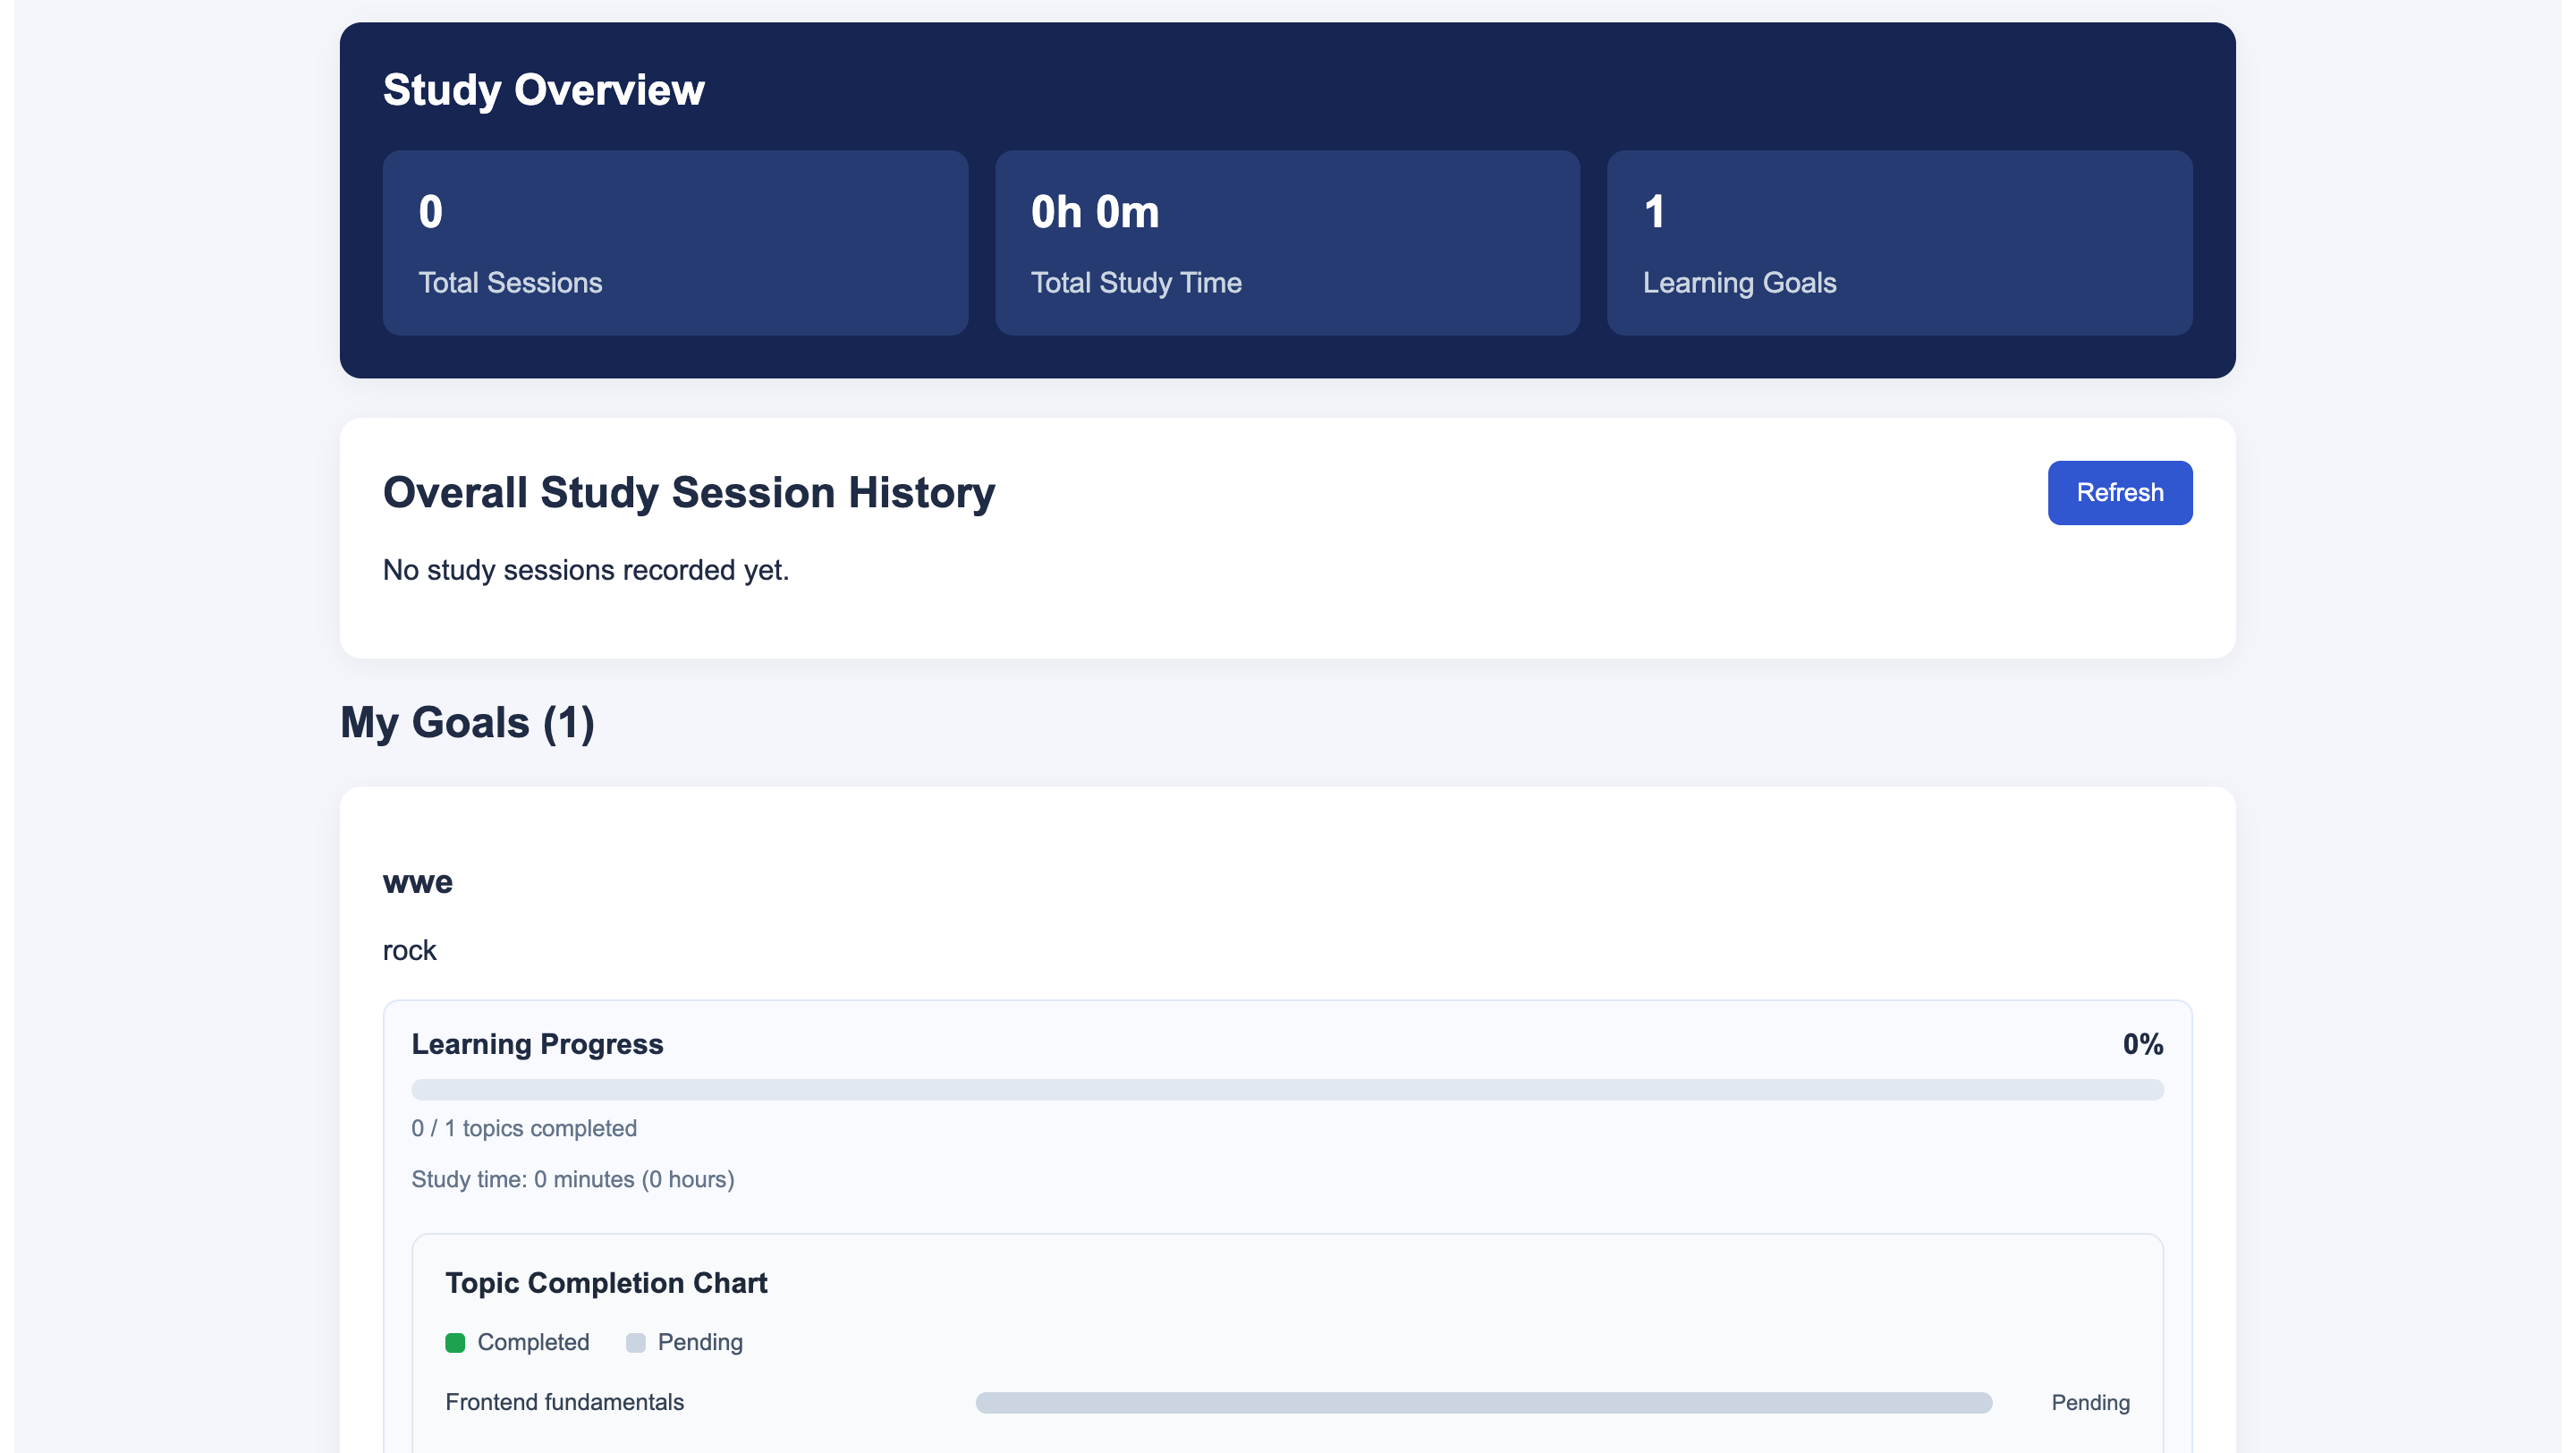 Study Overview
0
Total Sessions
0h 0m
Total Study Time
1
Learning Goals
Overall Study Session History
Refresh
No study sessions recorded yet.
My Goals (1)
wwe
rock
Learning Progress
0%
0 / 1 topics completed
Study time: 0 minutes (0 hours)
Topic Completion Chart
Completed
Pending
Frontend fundamentals
Pending